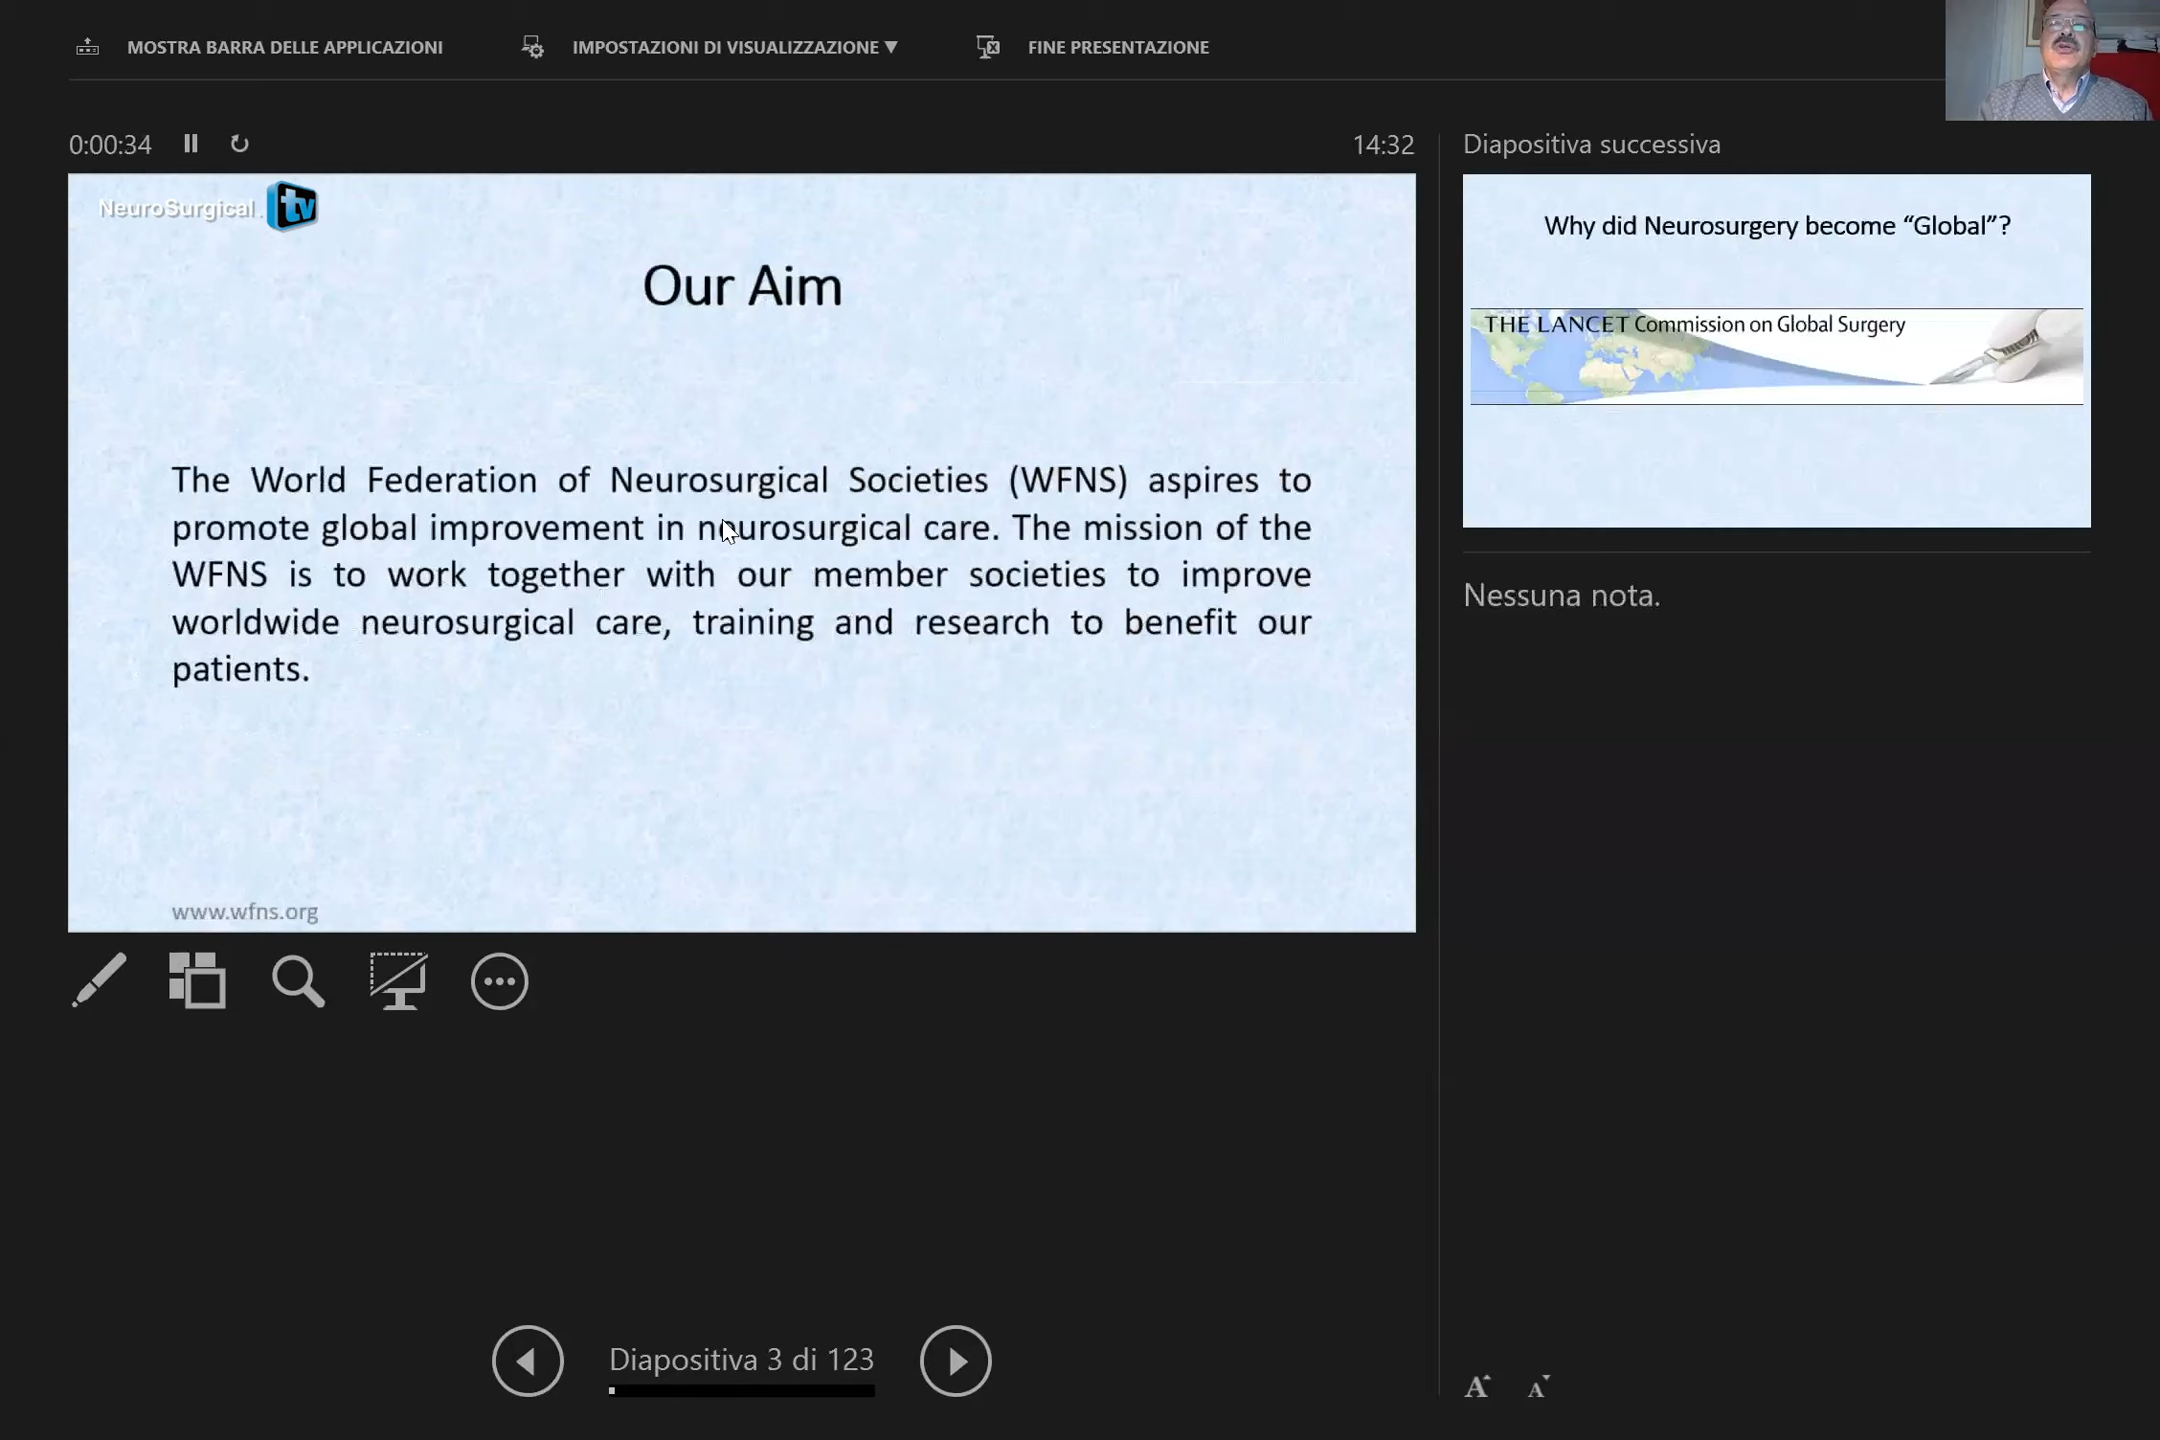 MOSTRA BARRA DELLE APPLICAZIONI
IMPOSTAZIONI DI VISUALIZZAZIONE ▼
FINE PRESENTAZIONE
0:00:34
14:32
NeuroSurgical.
tv
Our Aim
The World Federation of Neurosurgical Societies (WFNS) aspires to
promote global improvement in neurosurgical care. The mission of the
WFNS is to work together with our member societies to improve
worldwide neurosurgical care, training and research to benefit our
patients.
www.wfns.org
Diapositiva 3 di 123
Diapositiva successiva
Why did Neurosurgery become “Global”?
THE LANCET Commission on Global Surgery
Nessuna nota.
A A